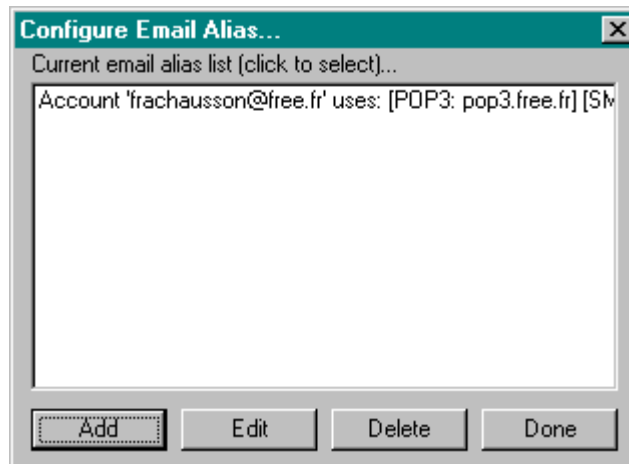 Configure Email Alias...
Current email alias list (click to select)...
Account 'frachausson@free.fr' uses: [POP3: pop3.free.fr] [SM
Add Edit Delete Done